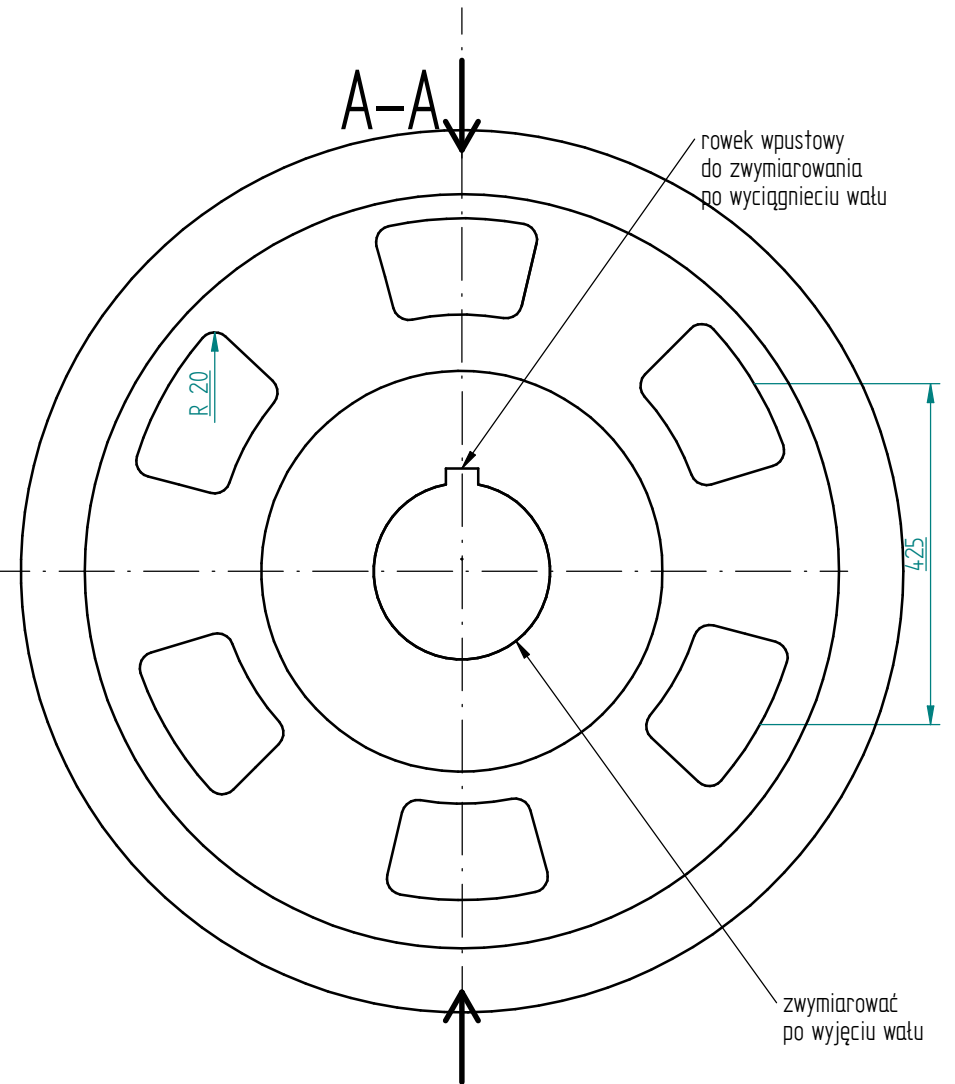 A-A
rowek wpustowy
do zwymiarowania
po wyciągnieciu wału
R 20
425
zwymiarować
po wyjęciu wału